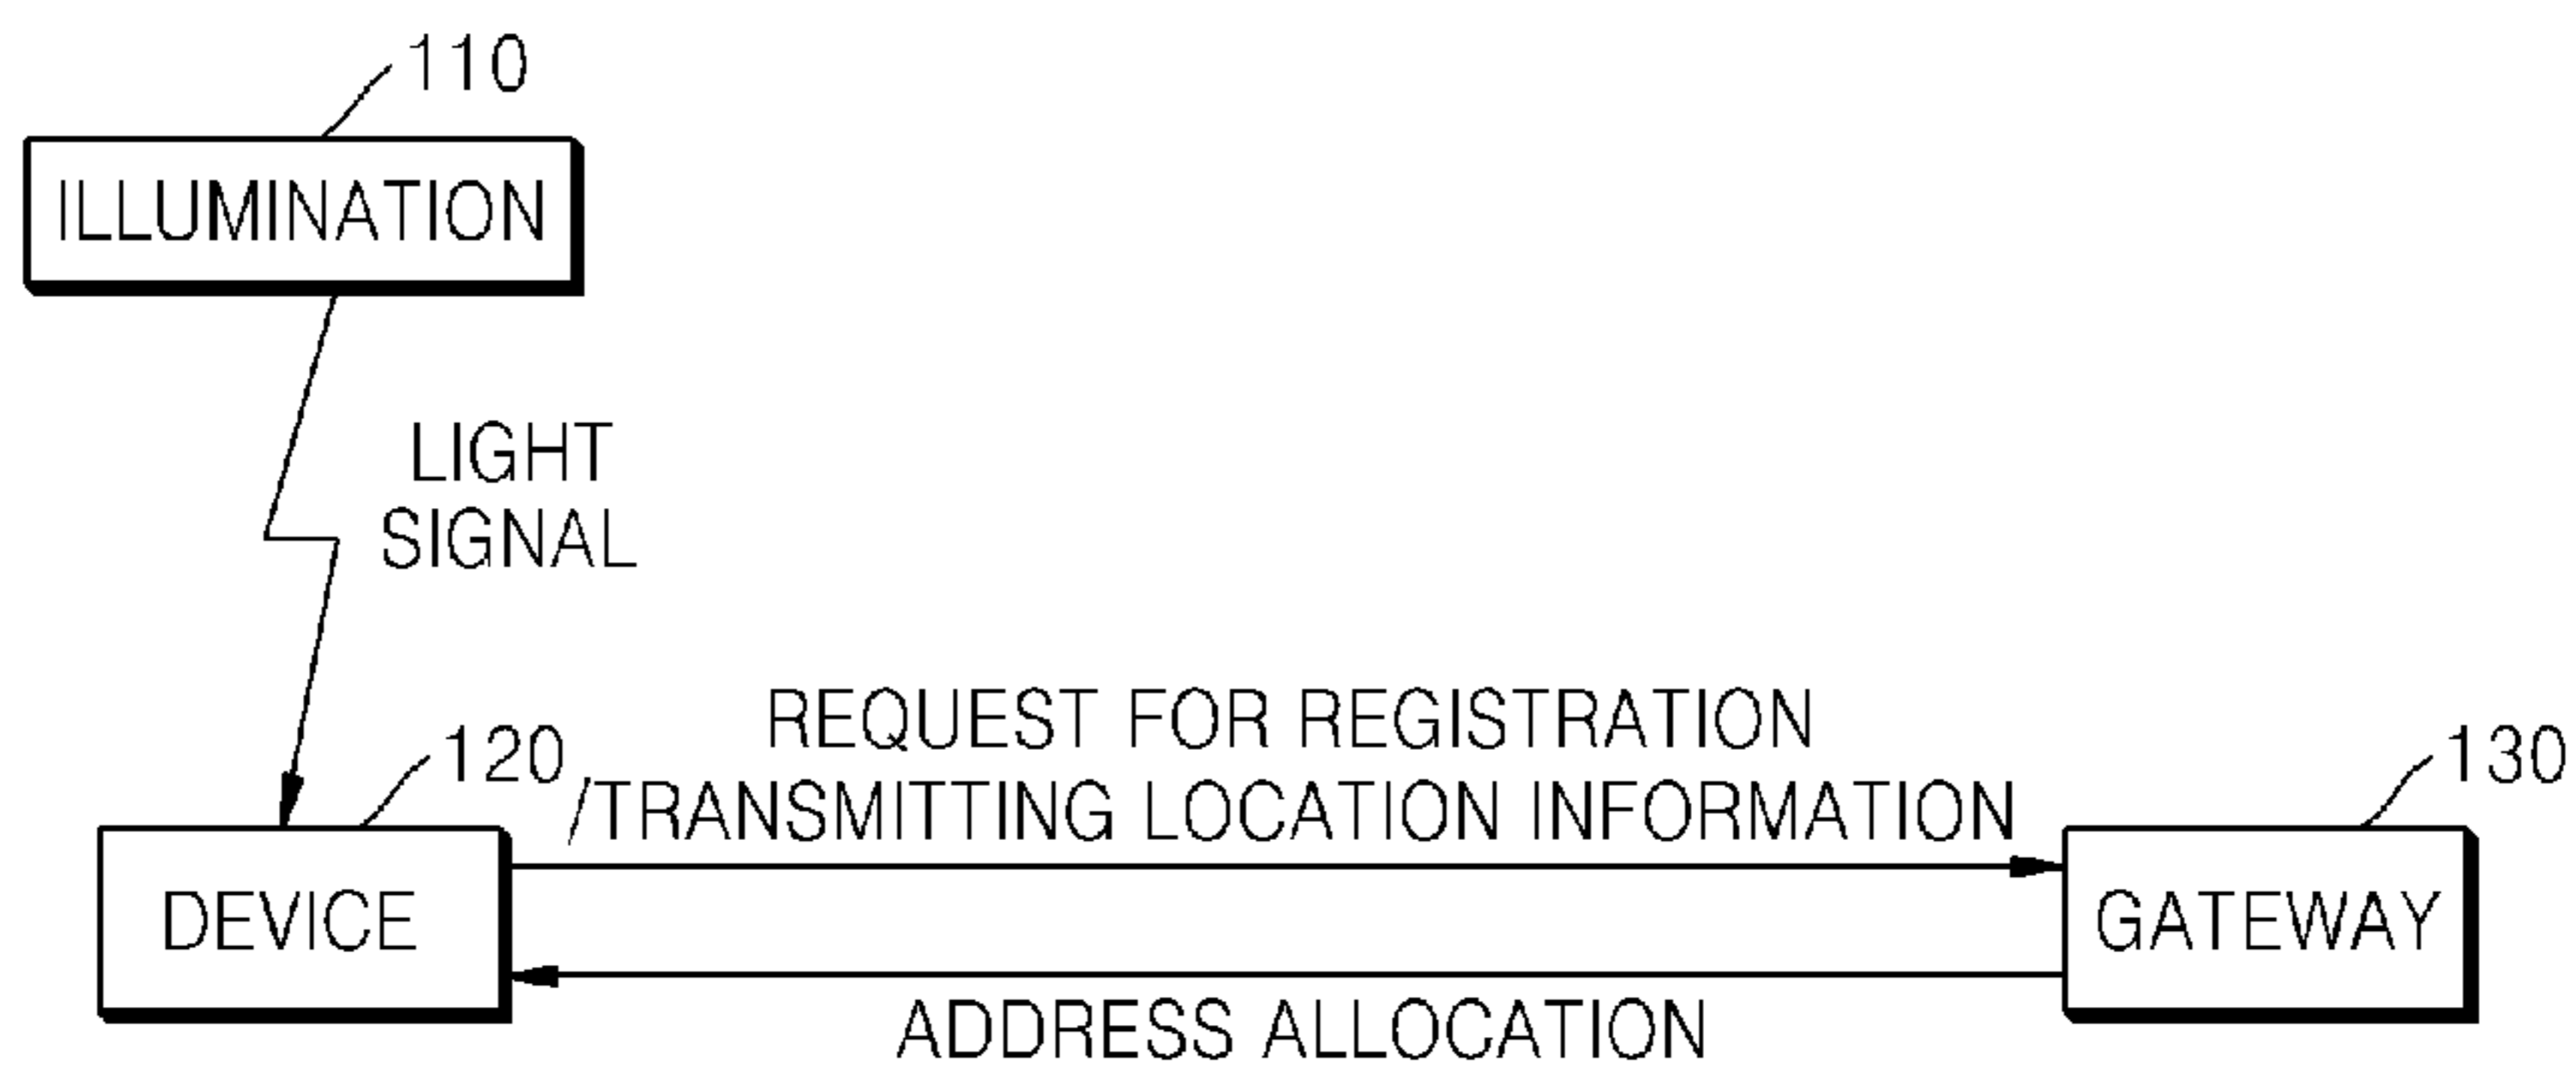 110
ILLUMINATION
LIGHT
SIGNAL
REQUEST FOR REGISTRATION
/TRANSMITTING LOCATION INFORMATION
120
130
DEVICE
GATEWAY
ADDRESS ALLOCATION